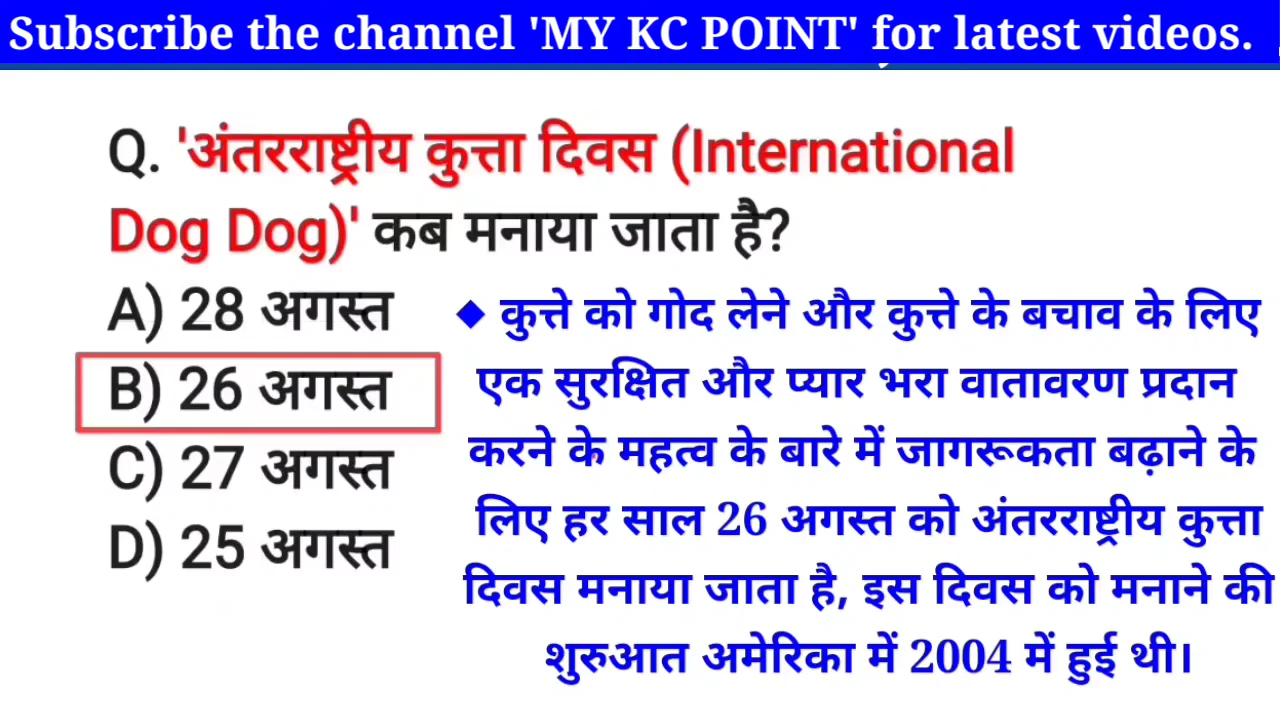 Subscribe the channel 'MY KC POINT' for latest videos.
Q. 'अंतरराष्ट्रीय कुत्ता दिवस (International
Dog Dog)' कब मनाया जाता है?
A) 28 अगस्त
B) 26 अगस्त
C) 27 अगस्त
D) 25 अगस्त
◆ कुत्ते को गोद लेने और कुत्ते के बचाव के लिए
एक सुरक्षित और प्यार भरा वातावरण प्रदान
करने के महत्व के बारे में जागरूकता बढ़ाने के
लिए हर साल 26 अगस्त को अंतरराष्ट्रीय कुत्ता
दिवस मनाया जाता है, इस दिवस को मनाने की
शुरुआत अमेरिका में 2004 में हुई थी।